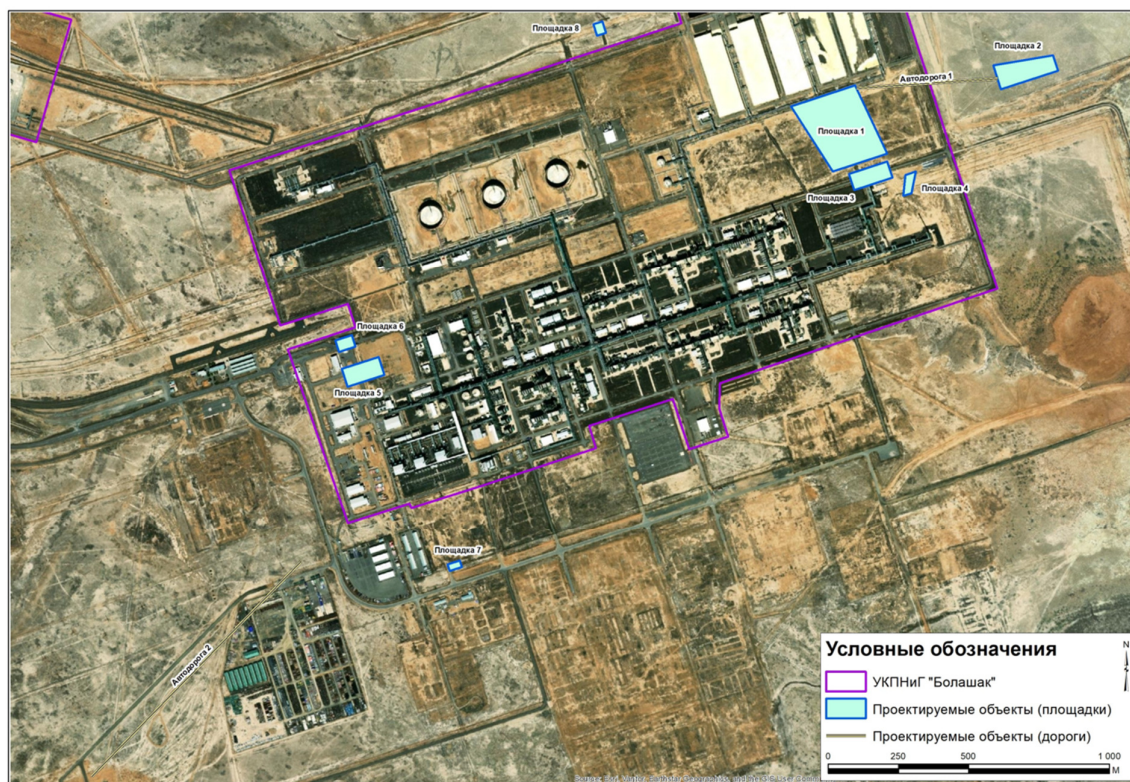 Площадка 8
Площадка 2
Автодорога 1
Площадка 1
Площадка 4
Площадка 3
Площадка 6
Площадка 5
Площадка 7
Автодорога 2
Условные обозначения
N
УКПНиГ "Болашак"
Проектируемые объекты (площадки)
Проектируемые объекты (дороги)
0 250 500 1 000
М